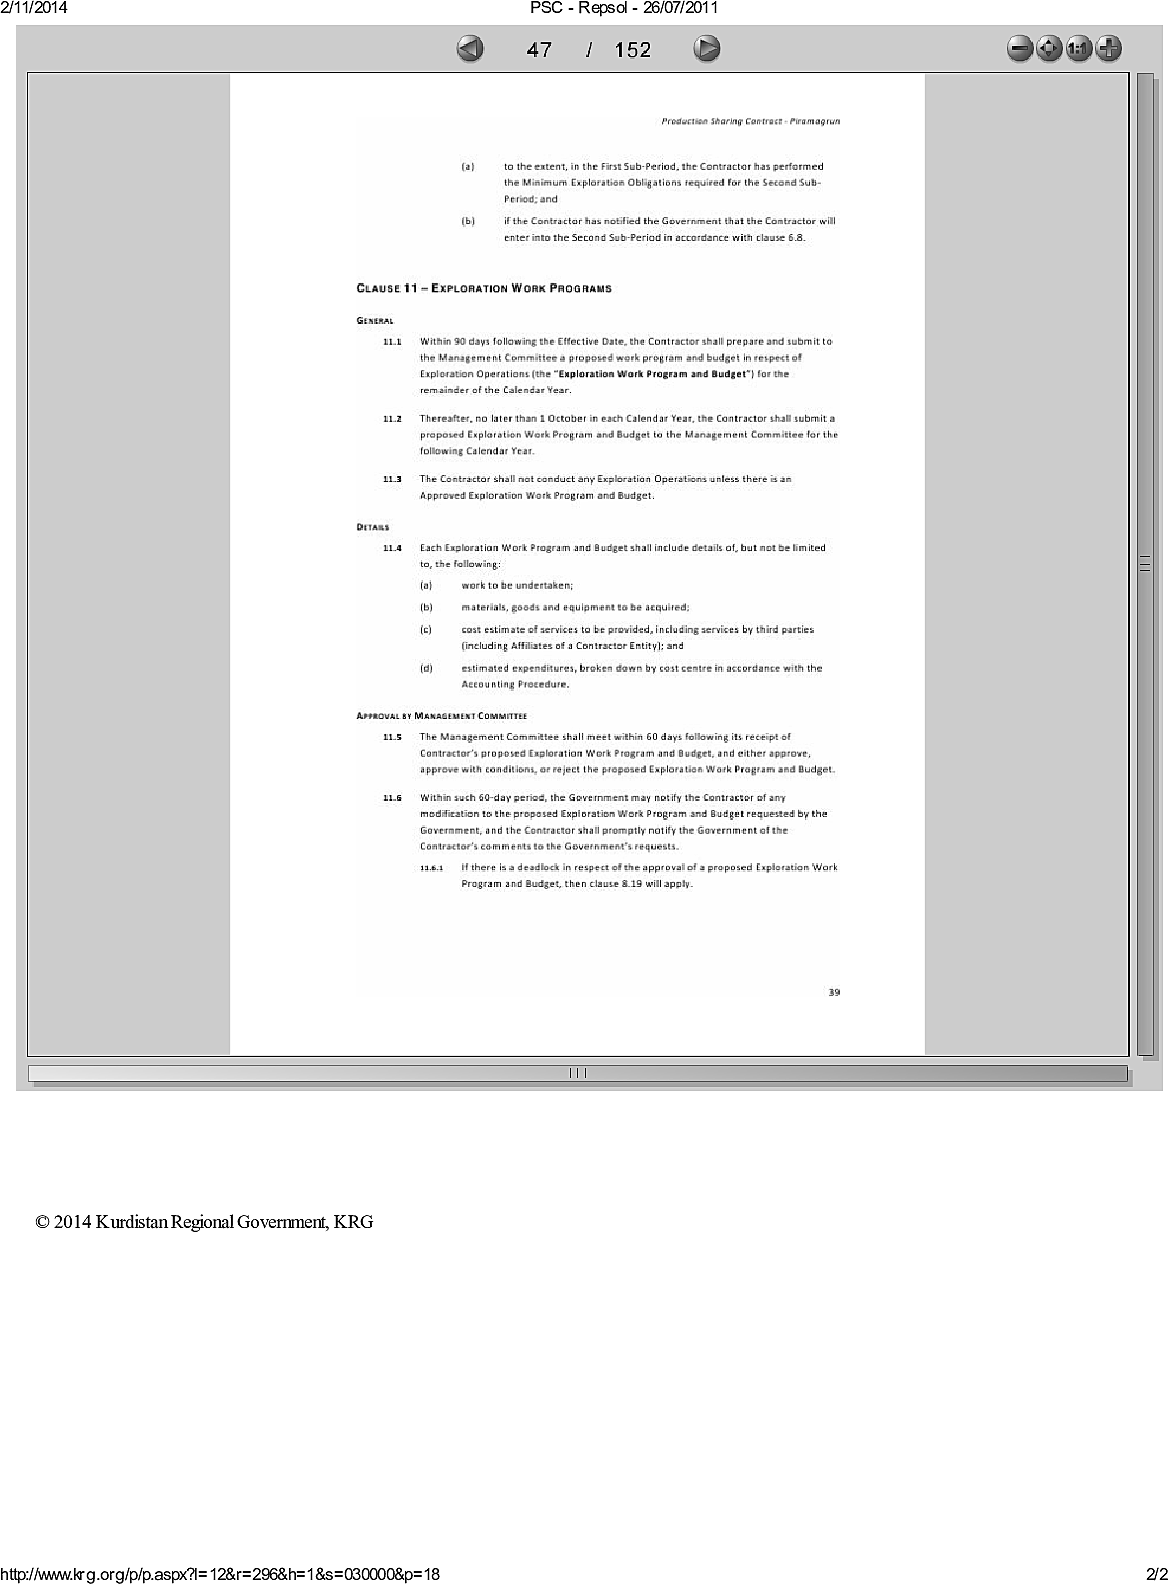 2/11/2014 PSC - Repsol - 26/07/2011
47 / 152
1:1
Production Sharing Contract - Piramagrun
(a) to the extent, in the First Sub-Period, the Contractor has performed
the Minimum Exploration Obligations required for the Second Sub-
Period; and
(b) if the Contractor has notified the Government that the Contractor will
enter into the Second Sub-Period in accordance with clause 6.8.
CLAUSE 11 – EXPLORATION WORK PROGRAMS
GENERAL
11.1 Within 90 days following the Effective Date, the Contractor shall prepare and submit to
the Management Committee a proposed work program and budget in respect of
Exploration Operations (the "Exploration Work Program and Budget") for the
remainder of the Calendar Year.
11.2 Thereafter, no later than 1 October in each Calendar Year, the Contractor shall submit a
proposed Exploration Work Program and Budget to the Management Committee for the
following Calendar Year.
11.3 The Contractor shall not conduct any Exploration Operations unless there is an
Approved Exploration Work Program and Budget.
DETAILS
11.4 Each Exploration Work Program and Budget shall include details of, but not be limited
to, the following:
(a) work to be undertaken;
(b) materials, goods and equipment to be acquired;
(c) cost estimate of services to be provided, including services by third parties
(including Affiliates of a Contractor Entity); and
(d) estimated expenditures, broken down by cost centre in accordance with the
Accounting Procedure.
APPROVAL BY MANAGEMENT COMMITTEE
11.5 The Management Committee shall meet within 60 days following its receipt of
Contractor's proposed Exploration Work Program and Budget, and either approve,
approve with conditions, or reject the proposed Exploration Work Program and Budget.
11.6 Within such 60-day period, the Government may notify the Contractor of any
modification to the proposed Exploration Work Program and Budget requested by the
Government, and the Contractor shall promptly notify the Government of the
Contractor's comments to the Government's requests.
11.6.1 If there is a deadlock in respect of the approval of a proposed Exploration Work
Program and Budget, then clause 8.19 will apply.
39
© 2014 Kurdistan Regional Government, KRG
http://www.krg.org/p/p.aspx?l=12&r=296&h=1&s=030000&p=18 2/2